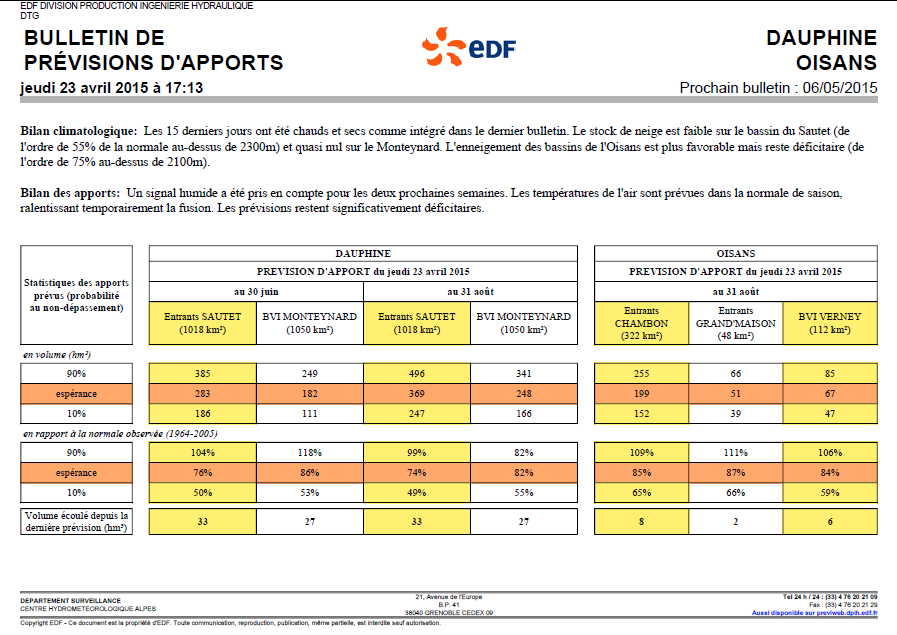 EDF DIVISION PRODUCTION INGENIERIE HYDRAULIQUE
DTG
BULLETIN DE
PRÉVISIONS D'APPORTS
jeudi 23 avril 2015 à 17:13
eDF
DAUPHINE
OISANS
Prochain bulletin : 06/05/2015
Bilan climatologique: Les 15 derniers jours ont été chauds et secs comme intégré dans le dernier bulletin. Le stock de neige est faible sur le bassin du Sautet (de
l'ordre de 55% de la normale au-dessus de 2300m) et quasi nul sur le Monteynard. L'enneigement des bassins de l'Oisans est plus favorable mais reste déficitaire (de
l'ordre de 75% au-dessus de 2100m).
Bilan des apports: Un signal humide a été pris en compte pour les deux prochaines semaines. Les températures de l'air sont prévues dans la normale de saison,
ralentissant temporairement la fusion. Les prévisions restent significativement déficitaires.
Statistiques des apports
prévus (probabilité
au non-dépassement)
DAUPHINE
PREVISION D'APPORT du jeudi 23 avril 2015
au 30 juin au 31 août
Entrants SAUTET BVI MONTEYNARD Entrants SAUTET BVI MONTEYNARD
(1018 km²) (1050 km²) (1018 km²) (1050 km²)
OISANS
PREVISION D'APPORT du jeudi 23 avril 2015
au 31 août
Entrants Entrants BVI VERNEY
CHAMBON GRAND'MAISON (112 km²)
(322 km²) (48 km²)
en volume (hm³)
90% 385 249 496 341 255 66 85
espérance 283 182 369 248 199 51 67
10% 186 111 247 166 152 39 47
en rapport à la normale observée (1964-2005)
90% 104% 118% 99% 82% 109% 111% 106%
espérance 76% 86% 74% 82% 85% 87% 84%
10% 50% 53% 49% 55% 65% 66% 59%
Volume écoulé depuis la
dernière prévision (hm³) 33 27 33 27 8 2 6
DEPARTEMENT SURVEILLANCE
CENTRE HYDROMETEOROLOGIQUE ALPES
21, Avenue de l'Europe
B.P. 41
38040 GRENOBLE CEDEX 09
Tel 24 h / 24 : (33) 4 76 20 21 09
Fax : (33) 4 76 20 21 29
Aussi disponible sur previweb.dpih.edf.fr
Copyright EDF - Ce document est la propriété d'EDF. Toute communication, reproduction, publication, même partielle, est interdite sauf autorisation.